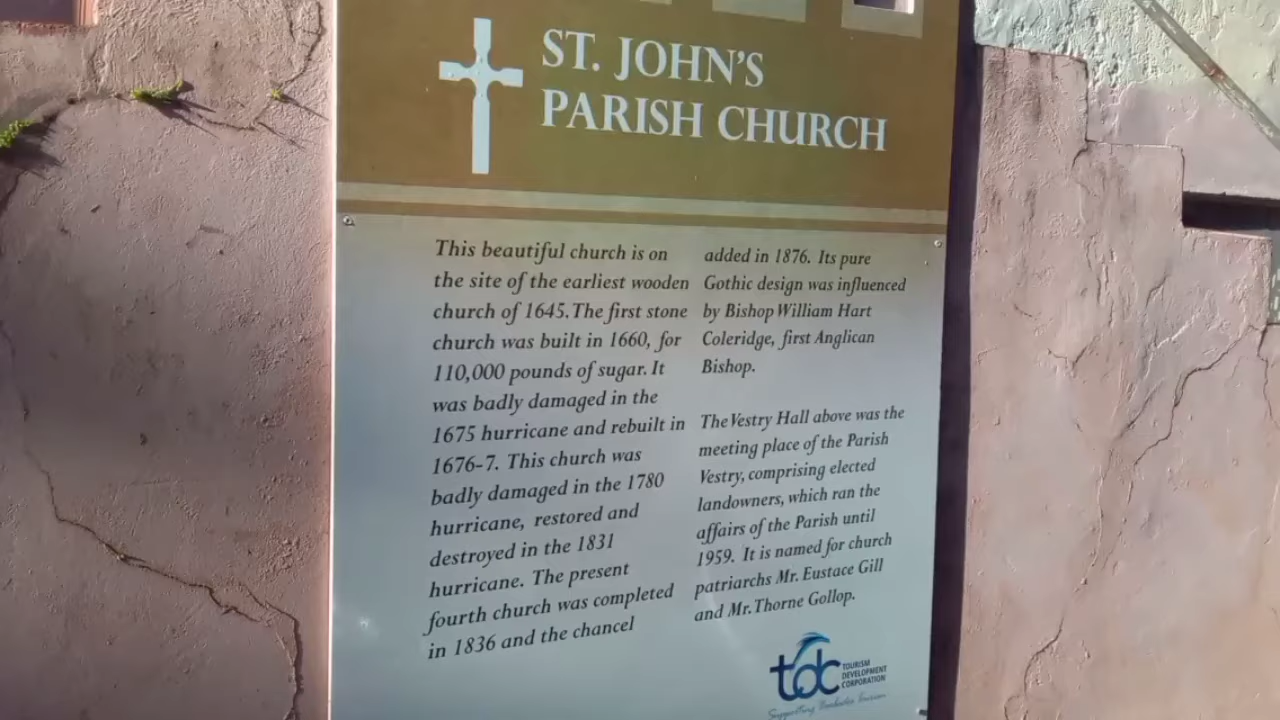 ST. JOHN'S
PARISH CHURCH
This beautiful church is on
the site of the earliest wooden
church of 1645. The first stone
church was built in 1660, for
110,000 pounds of sugar. It
was badly damaged in the
1675 hurricane and rebuilt in
1676-7. This church was
badly damaged in the 1780
hurricane, restored and
destroyed in the 1831
hurricane. The present
fourth church was completed
in 1836 and the chancel
added in 1876. Its pure
Gothic design was influenced
by Bishop William Hart
Coleridge, first Anglican
Bishop.
The Vestry Hall above was the
meeting place of the Parish
Vestry, comprising elected
landowners, which ran the
affairs of the Parish until
1959. It is named for church
patriarchs Mr. Eustace Gill
and Mr. Thorne Gollop.
tdc
TOURISM
DEVELOPMENT
CORPORATION
Supporting Barbados Tourism